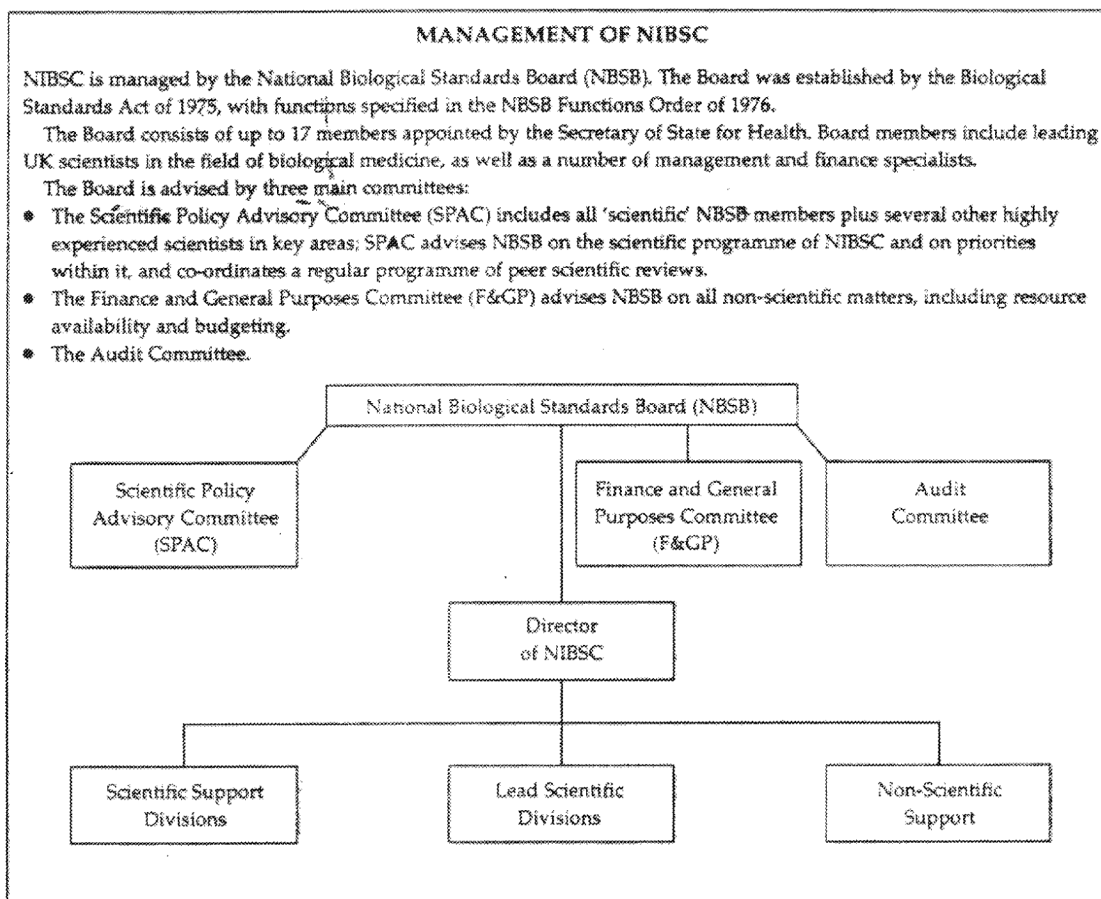 MANAGEMENT OF NIBSC
NIBSC is managed by the National Biological Standards Board (NBSB). The Board was established by the Biological
Standards Act of 1975, with functions specified in the NBSB Functions Order of 1976.
The Board consists of up to 17 members appointed by the Secretary of State for Health. Board members include leading
UK scientists in the field of biological medicine, as well as a number of management and finance specialists.
The Board is advised by three main committees:
• The Scientific Policy Advisory Committee (SPAC) includes all 'scientific' NBSB members plus several other highly
experienced scientists in key areas; SPAC advises NBSB on the scientific programme of NIBSC and on priorities
within it, and co-ordinates a regular programme of peer scientific reviews.
• The Finance and General Purposes Committee (F&GP) advises NBSB on all non-scientific matters, including resource
availability and budgeting.
• The Audit Committee.
National Biological Standards Board (NBSB)
Scientific Policy
Advisory Committee
(SPAC)
Finance and General
Purposes Committee
(F&GP)
Audit
Committee
Director
of NIBSC
Scientific Support
Divisions
Lead Scientific
Divisions
Non-Scientific
Support